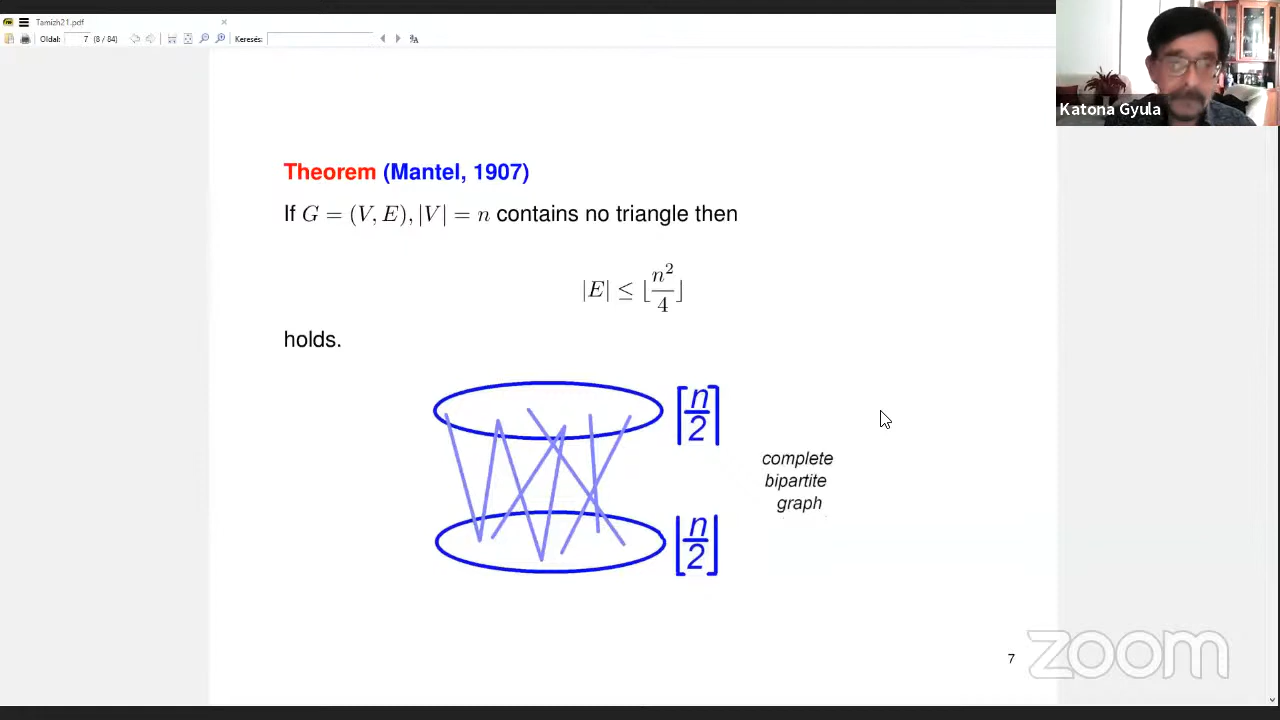 Tamizh21.pdf
Oldal: 7 (8 / 84) Keresés:
Katona Gyula
Theorem (Mantel, 1907)
If G = (V, E), |V| = n contains no triangle then
|E| ≤ ⌊n²/4⌋
holds.
⌈n/2⌉
complete
bipartite
graph
⌊n/2⌋
7
zoom